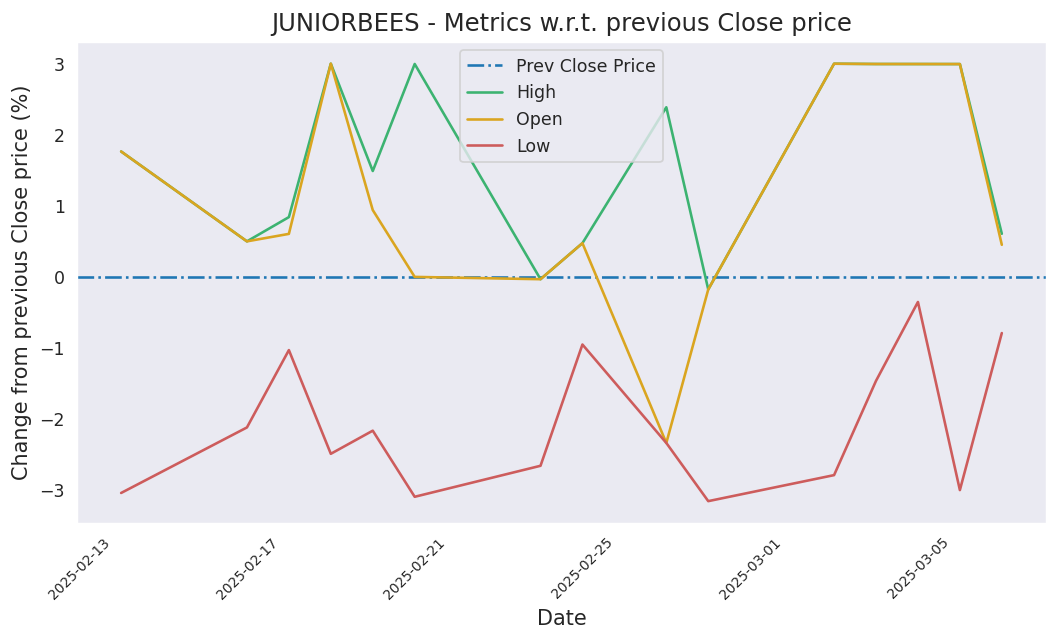 JUNIORBEES - Metrics w.r.t. previous Close price
Change from previous Close price (%)
3
2
1
0
−1
−2
−3
Prev Close Price
High
Open
Low
2025-02-13
2025-02-17
2025-02-21
2025-02-25
2025-03-01
2025-03-05
Date